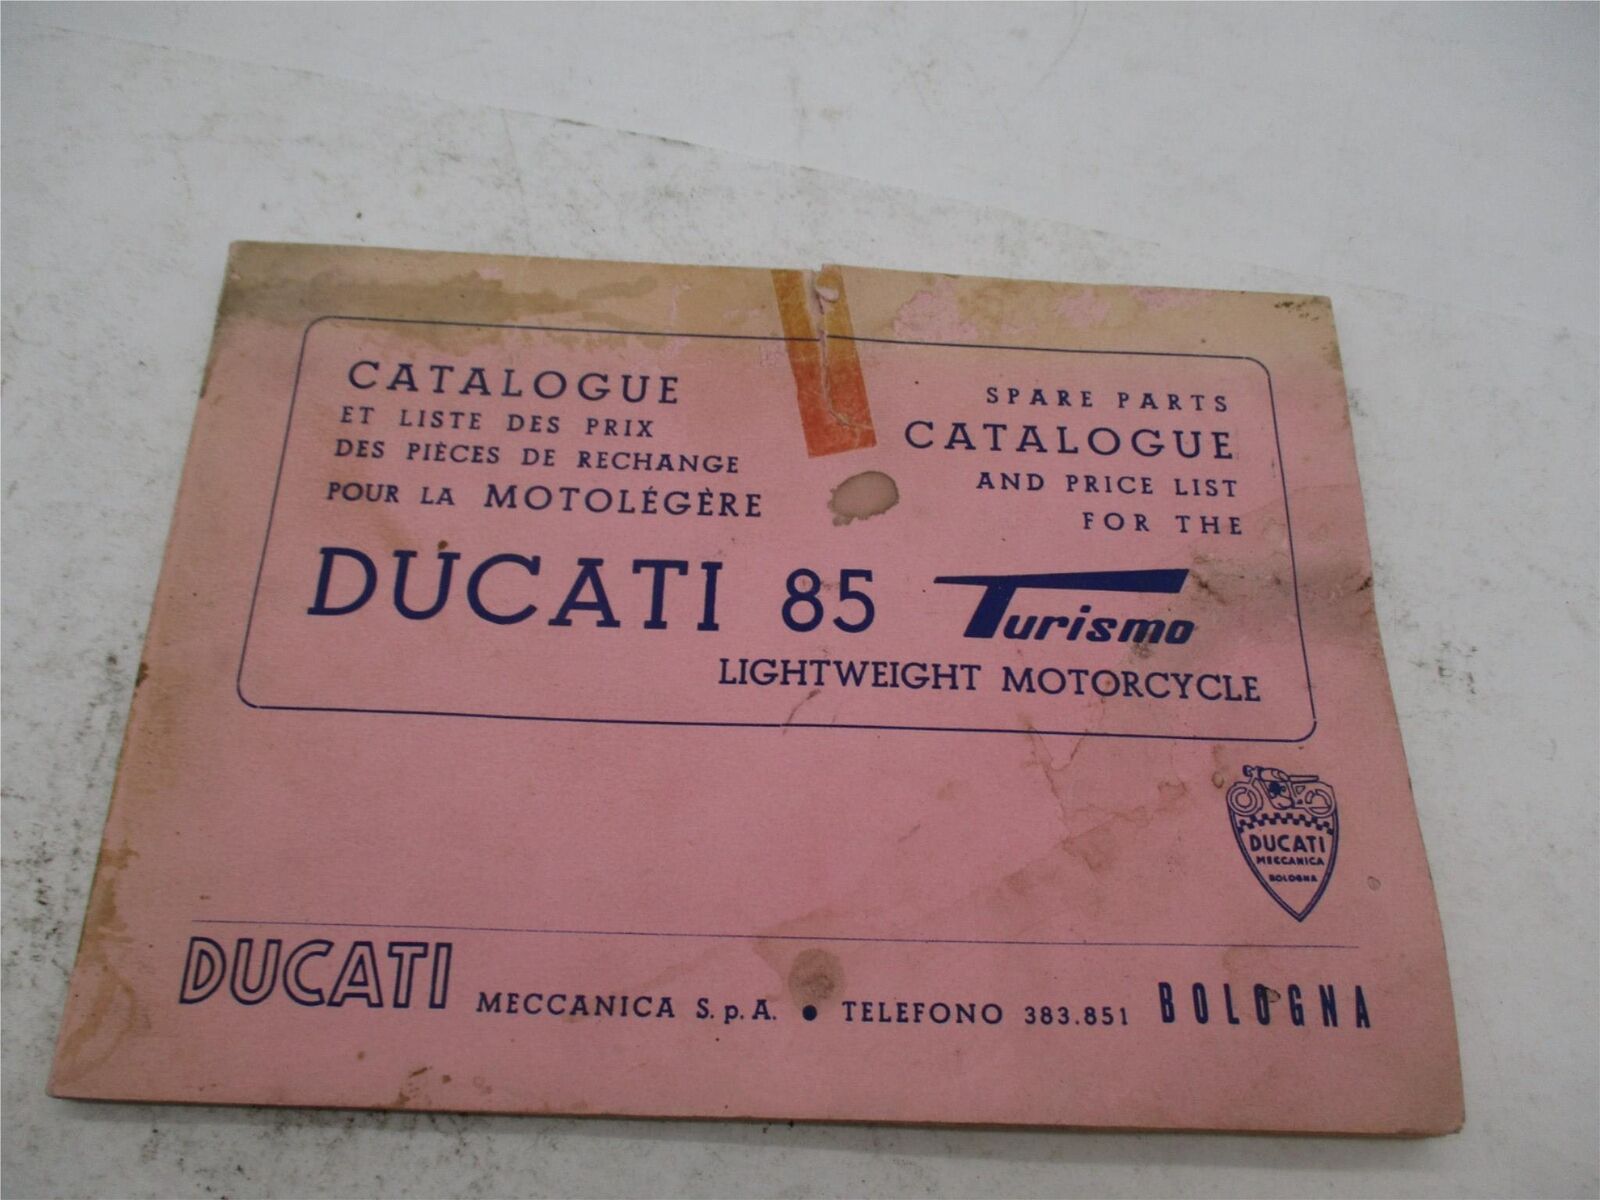 CATALOGUE
ET LISTE DES PRIX
DES PIÈCES DE RECHANGE
POUR LA MOTOLÉGÈRE
SPARE PARTS
CATALOGUE
AND PRICE LIST
FOR THE
DUCATI 85 Turismo
LIGHTWEIGHT MOTORCYCLE
DUCATI
MECCANICA
BOLOGNA
DUCATI MECCANICA S.p.A. • TELEFONO 383.851 BOLOGNA